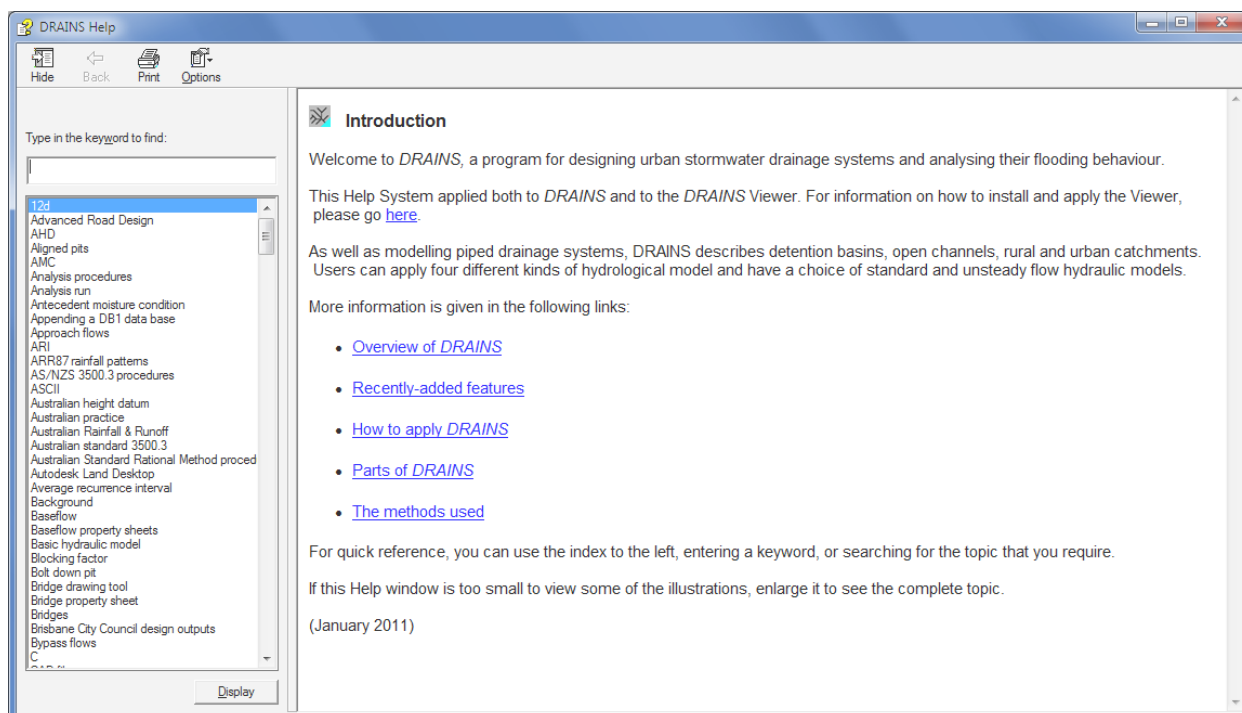 DRAINS Help
Hide Back Print Options
Type in the keyword to find:
12d
Advanced Road Design
AHD
Aligned pits
AMC
Analysis procedures
Analysis run
Antecedent moisture condition
Appending a DB1 data base
Approach flows
ARI
ARR87 rainfall patterns
AS/NZS 3500.3 procedures
ASCII
Australian height datum
Australian practice
Australian Rainfall & Runoff
Australian standard 3500.3
Australian Standard Rational Method proced
Autodesk Land Desktop
Average recurrence interval
Background
Baseflow
Baseflow property sheets
Basic hydraulic model
Blocking factor
Bolt down pit
Bridge drawing tool
Bridge property sheet
Bridges
Brisbane City Council design outputs
Bypass flows
C
Display
Introduction
Welcome to DRAINS, a program for designing urban stormwater drainage systems and analysing their flooding behaviour.
This Help System applied both to DRAINS and to the DRAINS Viewer. For information on how to install and apply the Viewer,
please go here.
As well as modelling piped drainage systems, DRAINS describes detention basins, open channels, rural and urban catchments.
Users can apply four different kinds of hydrological model and have a choice of standard and unsteady flow hydraulic models.
More information is given in the following links:
• Overview of DRAINS
• Recently-added features
• How to apply DRAINS
• Parts of DRAINS
• The methods used
For quick reference, you can use the index to the left, entering a keyword, or searching for the topic that you require.
If this Help window is too small to view some of the illustrations, enlarge it to see the complete topic.
(January 2011)